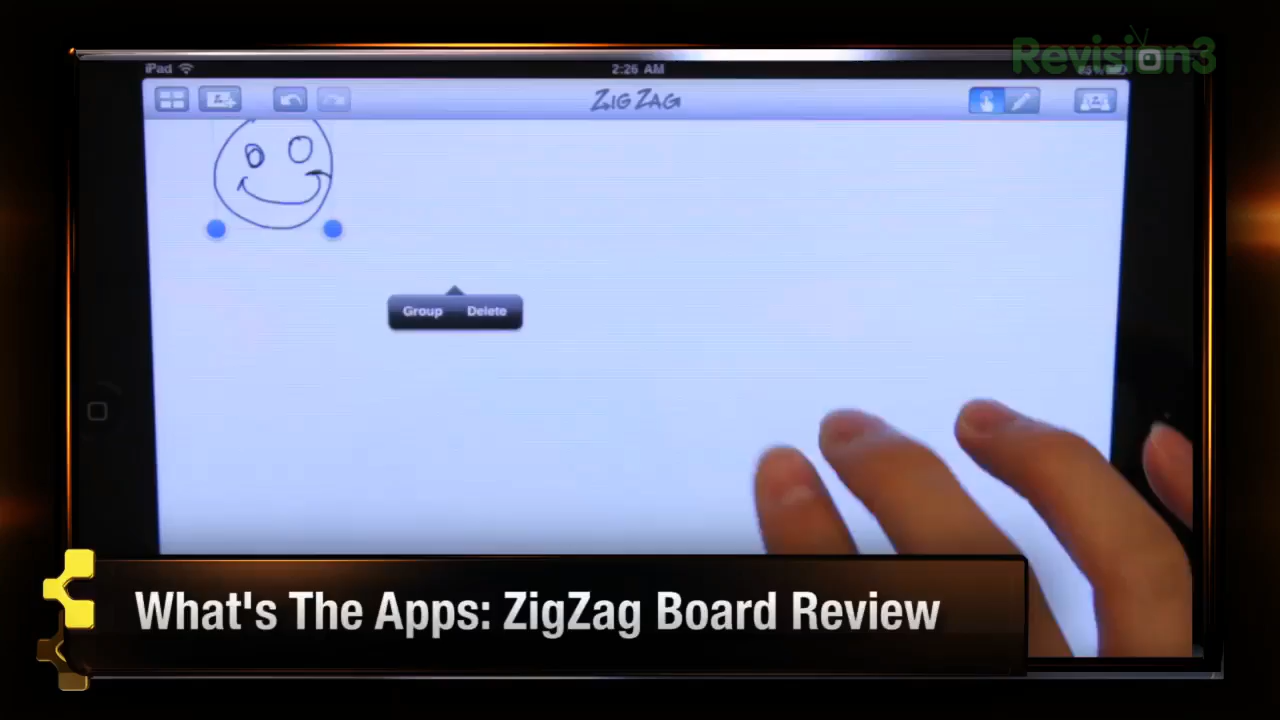 Revision3
iPad
2:26 AM
ZIGZAG
Group Delete
What's The Apps: ZigZag Board Review